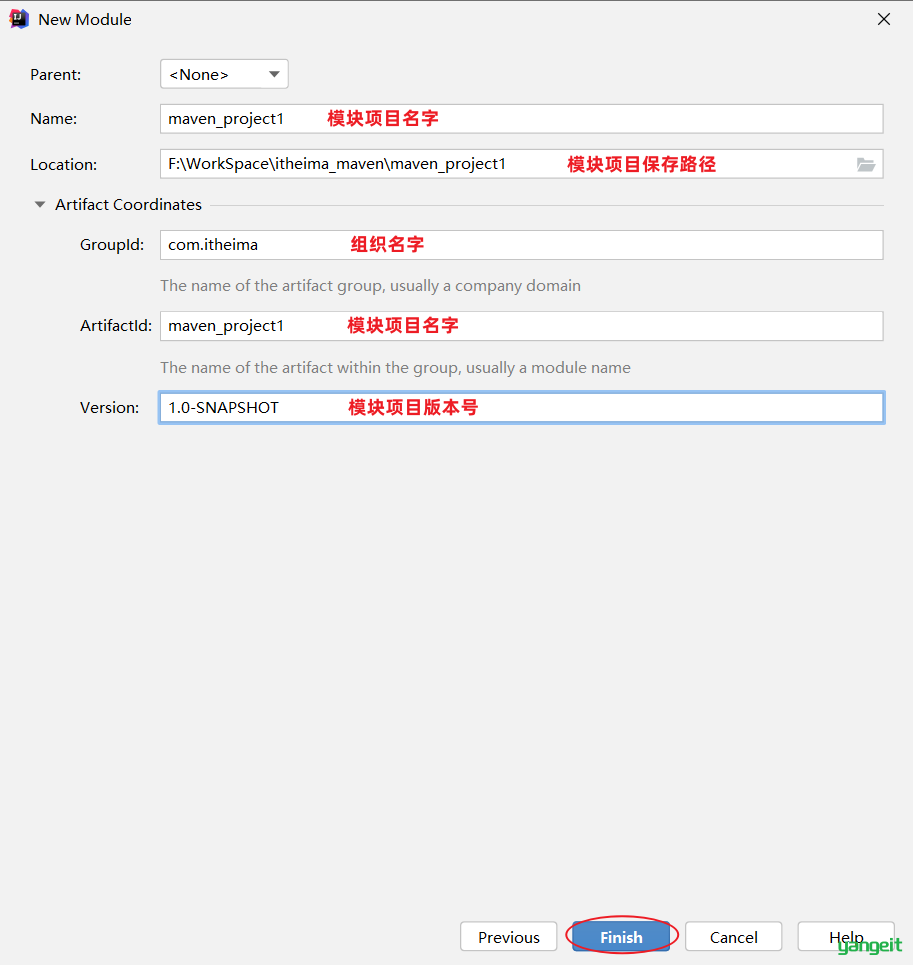 New Module
Parent: <None>
Name: maven_project1 模块项目名字
Location: F:\WorkSpace\itheima_maven\maven_project1 模块项目保存路径
Artifact Coordinates
GroupId: com.itheima 组织名字
The name of the artifact group, usually a company domain
ArtifactId: maven_project1 模块项目名字
The name of the artifact within the group, usually a module name
Version: 1.0-SNAPSHOT 模块项目版本号
Previous Finish Cancel Help
yangeit